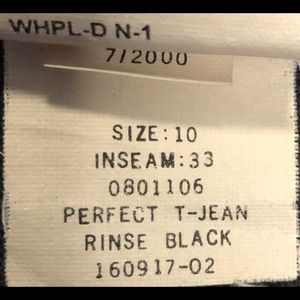 WHPL-D N-1
7/2000
SIZE:10
INSEAM:33
0801106
PERFECT T-JEAN
RINSE BLACK
160917-02